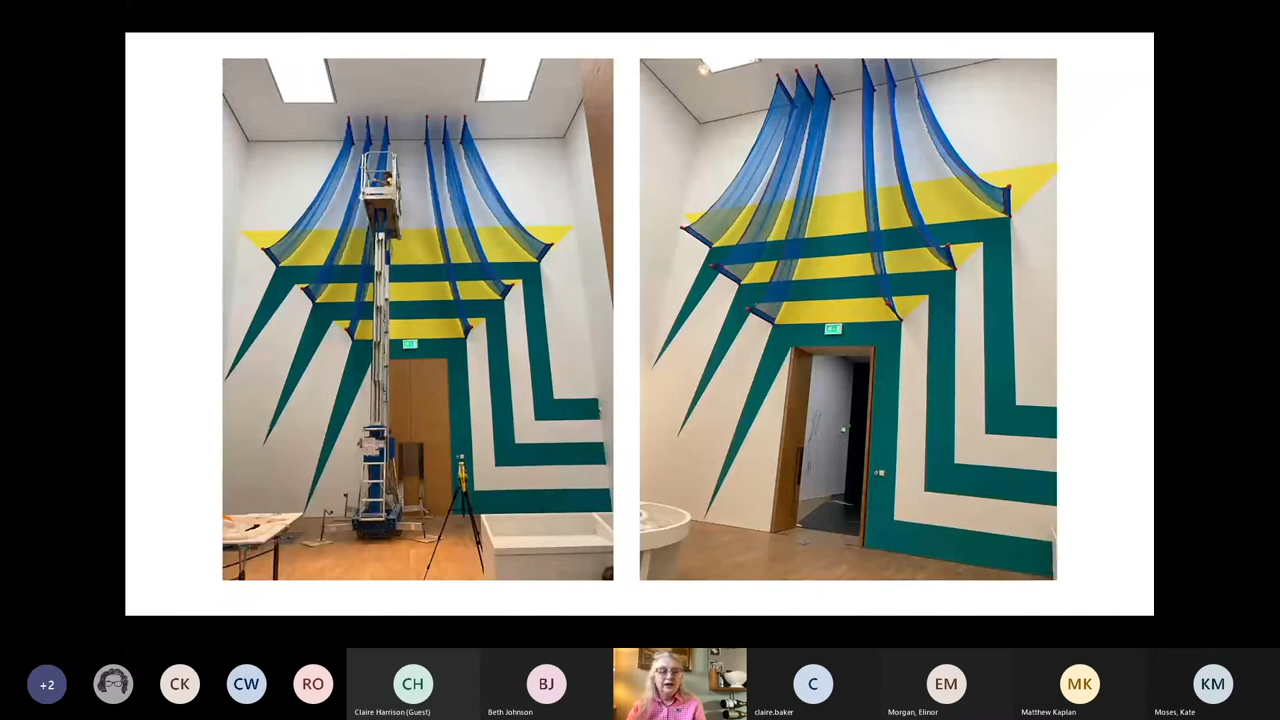 +2
CK
CW
RO
CH
BJ
C
EM
MK
KM
Claire Harrison (Guest)
Beth Johnson
claire.baker
Morgan, Elinor
Matthew Kaplan
Moses, Kate